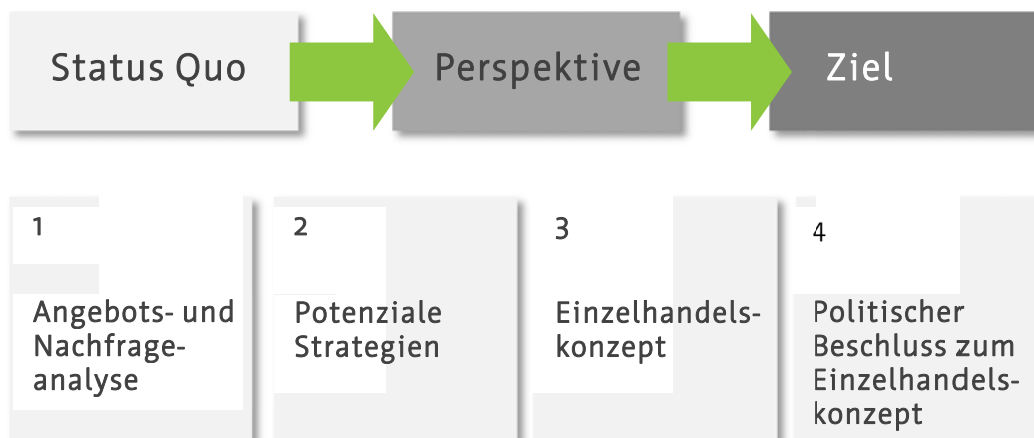 Status Quo
Perspektive
Ziel
1
Angebots- und
Nachfrage-
analyse
2
Potenziale
Strategien
3
Einzelhandels-
konzept
4
Politischer
Beschluss zum
Einzelhandels-
konzept